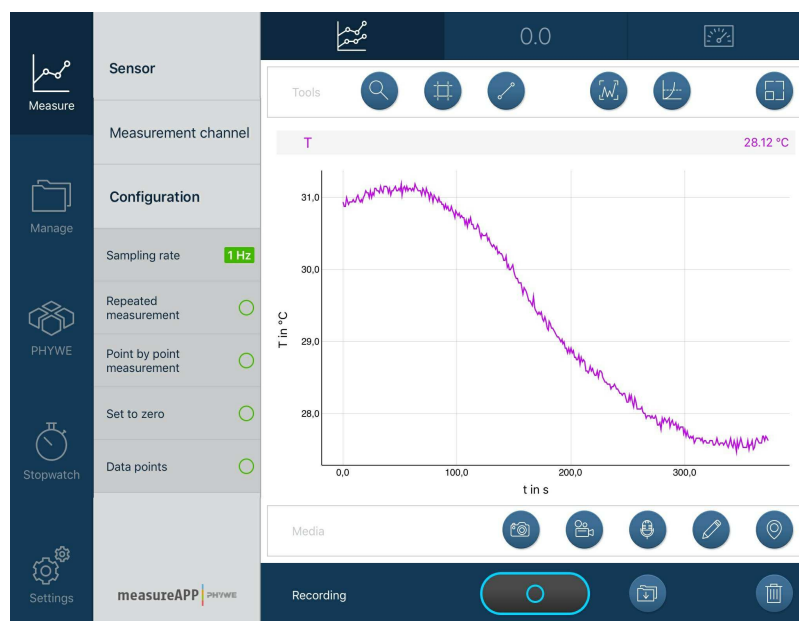 Measure
Manage
PHYWE
Stopwatch
Settings
Sensor
Measurement channel
Configuration
Sampling rate 1 Hz
Repeated
measurement
Point by point
measurement
Set to zero
Data points
measureAPP PHYWE
0.0
Tools
T 28.12 °C
31,0
30,0
29,0
28,0
T in °C
0,0 100,0 200,0 300,0
t in s
Media
Recording